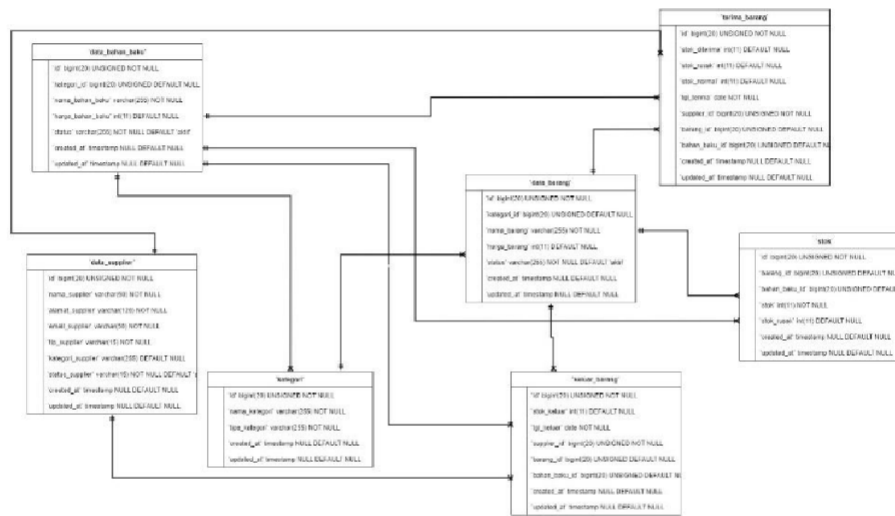 `terima_barang`
`id` bigint(20) UNSIGNED NOT NULL
`stok_diterima` int(11) DEFAULT NULL
`stok_rusak` int(11) DEFAULT NULL
`stok_normal` int(11) DEFAULT NULL
`tgl_terima` date NOT NULL
`supplier_id` bigint(20) UNSIGNED NOT NULL
`barang_id` bigint(20) UNSIGNED DEFAULT NULL
`bahan_baku_id` bigint(20) UNSIGNED DEFAULT N
`created_at` timestamp NULL DEFAULT NULL
`updated_at` timestamp NULL DEFAULT NULL
`data_bahan_baku`
`id` bigint(20) UNSIGNED NOT NULL
`kategori_id` bigint(20) UNSIGNED DEFAULT NULL
`nama_bahan_baku` varchar(255) NOT NULL
`harga_bahan_baku` int(11) DEFAULT NULL
`status` varchar(255) NOT NULL DEFAULT 'aktif'
`created_at` timestamp NULL DEFAULT NULL
`updated_at` timestamp NULL DEFAULT NULL
`data_barang`
`id` bigint(20) UNSIGNED NOT NULL
`kategori_id` bigint(20) UNSIGNED DEFAULT NULL
`nama_barang` varchar(255) NOT NULL
`harga_barang` int(11) DEFAULT NULL
`status` varchar(255) NOT NULL DEFAULT 'aktif'
`created_at` timestamp NULL DEFAULT NULL
`updated_at` timestamp NULL DEFAULT NULL
`stok`
`id` bigint(20) UNSIGNED NOT NULL
`barang_id` bigint(20) UNSIGNED DEFAULT NULL
`bahan_baku_id` bigint(20) UNSIGNED DEFAULT NULL
`stok` int(11) NOT NULL
`stok_rusak` int(11) DEFAULT NULL
`created_at` timestamp NULL DEFAULT NULL
`updated_at` timestamp NULL DEFAULT NULL
`data_supplier`
`id` bigint(20) UNSIGNED NOT NULL
`nama_supplier` varchar(50) NOT NULL
`alamat_supplier` varchar(125) NOT NULL
`email_supplier` varchar(50) NOT NULL
`tlp_supplier` varchar(15) NOT NULL
`kategori_supplier` varchar(255) DEFAULT NULL
`status_supplier` varchar(15) NOT NULL DEFAULT
`created_at` timestamp NULL DEFAULT NULL
`updated_at` timestamp NULL DEFAULT NULL
`kategori`
`id` bigint(20) UNSIGNED NOT NULL
`nama_kategori` varchar(255) NOT NULL
`tipe_kategori` varchar(255) NOT NULL
`created_at` timestamp NULL DEFAULT NULL
`updated_at` timestamp NULL DEFAULT NULL
`keluar_barang`
`id` bigint(20) UNSIGNED NOT NULL
`stok_keluar` int(11) DEFAULT NULL
`tgl_keluar` date NOT NULL
`supplier_id` bigint(20) UNSIGNED NOT NULL
`barang_id` bigint(20) UNSIGNED DEFAULT NULL
`bahan_baku_id` bigint(20) UNSIGNED DEFAULT N
`created_at` timestamp NULL DEFAULT NULL
`updated_at` timestamp NULL DEFAULT NULL